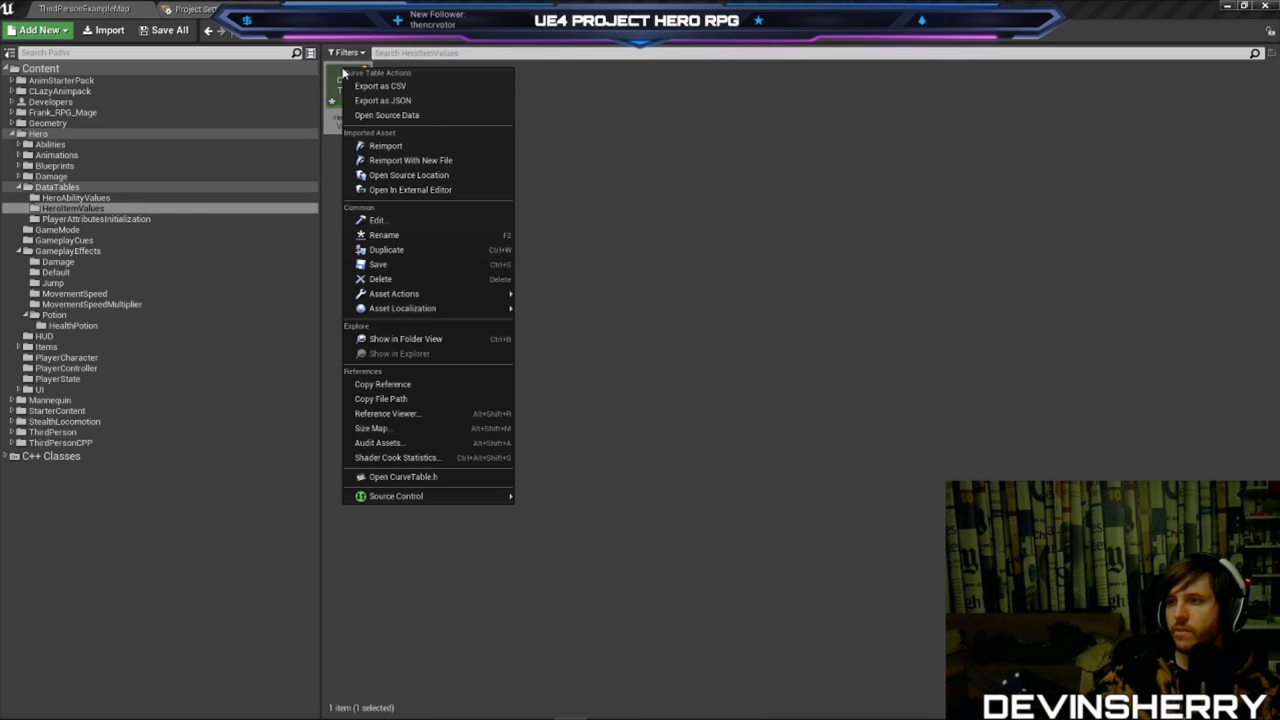 ThirdPersonExampleMap
Project Sett
New Follower:
thencryptor
UE4 PROJECT HERO RPG
Add New
Import
Save All
Search Paths
Filters
Search HeroItemValues
Content
AnimStarterPack
CLazyAnimpack
Developers
Frank_RPG_Mage
Geometry
Hero
Abilities
Animations
Blueprints
Damage
DataTables
HeroAbilityValues
HeroItemValues
PlayerAttributesInitialization
GameMode
GameplayCues
GameplayEffects
Damage
Default
Jump
MovementSpeed
MovementSpeedMultiplier
Potion
HealthPotion
HUD
Items
PlayerCharacter
PlayerController
PlayerState
UI
Mannequin
StarterContent
StealthLocomotion
ThirdPerson
ThirdPersonCPP
C++ Classes
urve Table Actions
Export as CSV
Export as JSON
Open Source Data
Imported Asset
Reimport
Reimport With New File
Open Source Location
Open In External Editor
Common
Edit...
Rename F2
Duplicate Ctrl+W
Save Ctrl+S
Delete Delete
Asset Actions
Asset Localization
Explore
Show in Folder View Ctrl+B
Show in Explorer
References
Copy Reference
Copy File Path
Reference Viewer... Alt+Shift+R
Size Map... Alt+Shift+M
Audit Assets... Alt+Shift+A
Shader Cook Statistics... Ctrl+Alt+Shift+S
Open CurveTable.h
Source Control
1 item (1 selected)
DEVINSHERRY